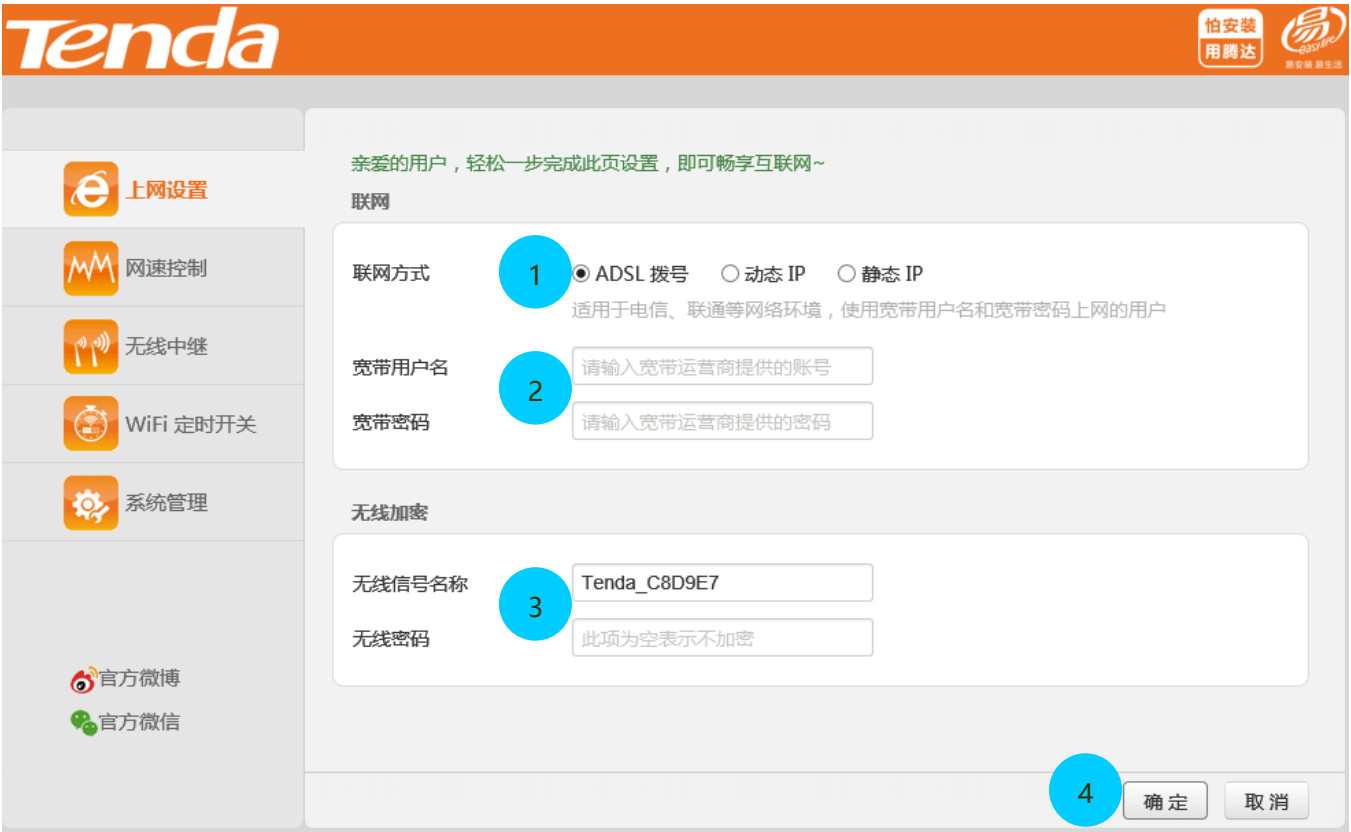 Tenda
怕安装
用腾达
易
easylife
易安装 易生活
上网设置
网速控制
无线中继
WiFi 定时开关
系统管理
官方微博
官方微信
亲爱的用户，轻松一步完成此页设置，即可畅享互联网~
联网
联网方式
1
ADSL 拨号 动态 IP 静态 IP
适用于电信、联通等网络环境，使用宽带用户名和宽带密码上网的用户
宽带用户名 请输入宽带运营商提供的账号
2
宽带密码 请输入宽带运营商提供的密码
无线加密
无线信号名称 Tenda_C8D9E7
3
无线密码 此项为空表示不加密
4
确定 取消